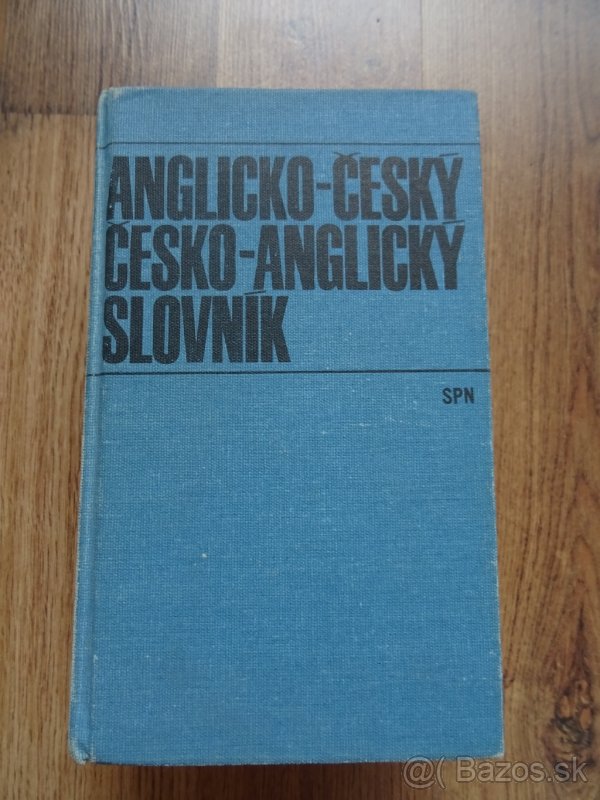 ANGLICKO-ČESKÝ
ČESKO-ANGLICKÝ
SLOVNÍK
SPN
@( Bazos.sk